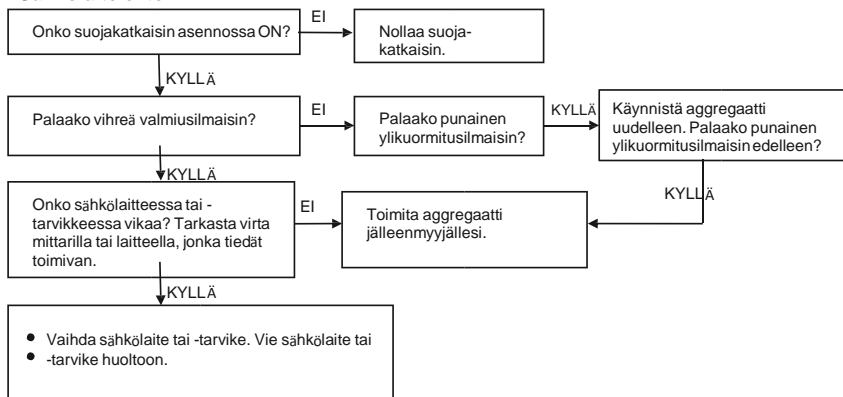 Onko suojakatkaisin asennossa ON?
EI
Nollaa suoja-
katkaisin.
KYLLÄ
Palaako vihreä valmiusilmaisin?
EI
Palaako punainen
ylikuormitusilmaisin?
KYLLÄ
Käynnistä aggregaatti
uudelleen. Palaako punainen
ylikuormitusilmaisin edelleen?
KYLLÄ
KYLLÄ
Onko sähkölaitteessa tai -
tarvikkeessa vikaa? Tarkasta virta
mittarilla tai laitteella, jonka tiedät
toimivan.
EI
Toimita aggregaatti
jälleenmyyjällesi.
KYLLÄ
• Vaihda sähkölaite tai -tarvike. Vie sähkölaite tai
• -tarvike huoltoon.